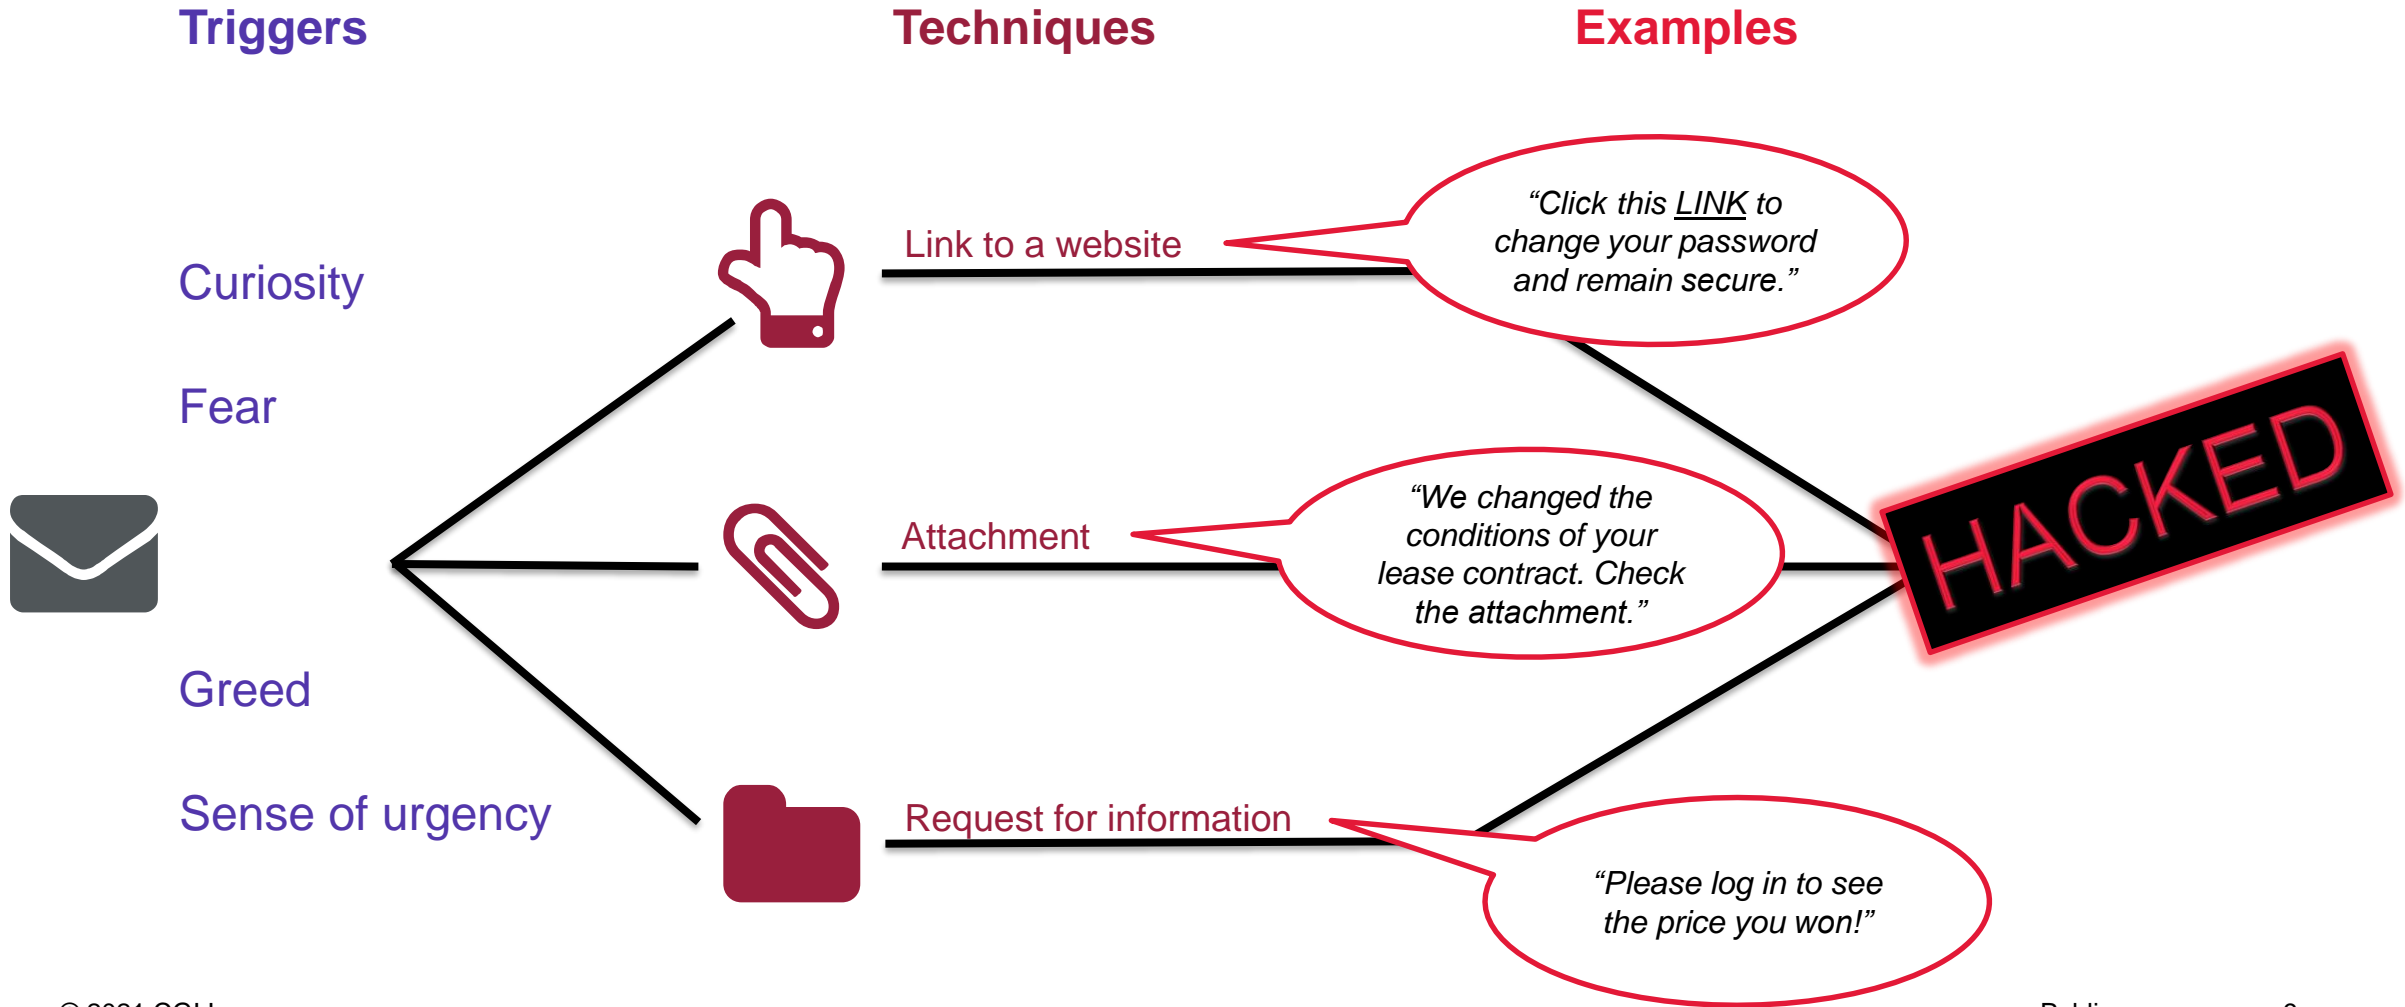 Triggers
Techniques
Examples
Curiosity
Fear
Greed
Sense of urgency
Link to a website
“Click this LINK to
change your password
and remain secure.”
Attachment
“We changed the
conditions of your
lease contract. Check
the attachment.”
Request for information
“Please log in to see
the price you won!”
HACKED